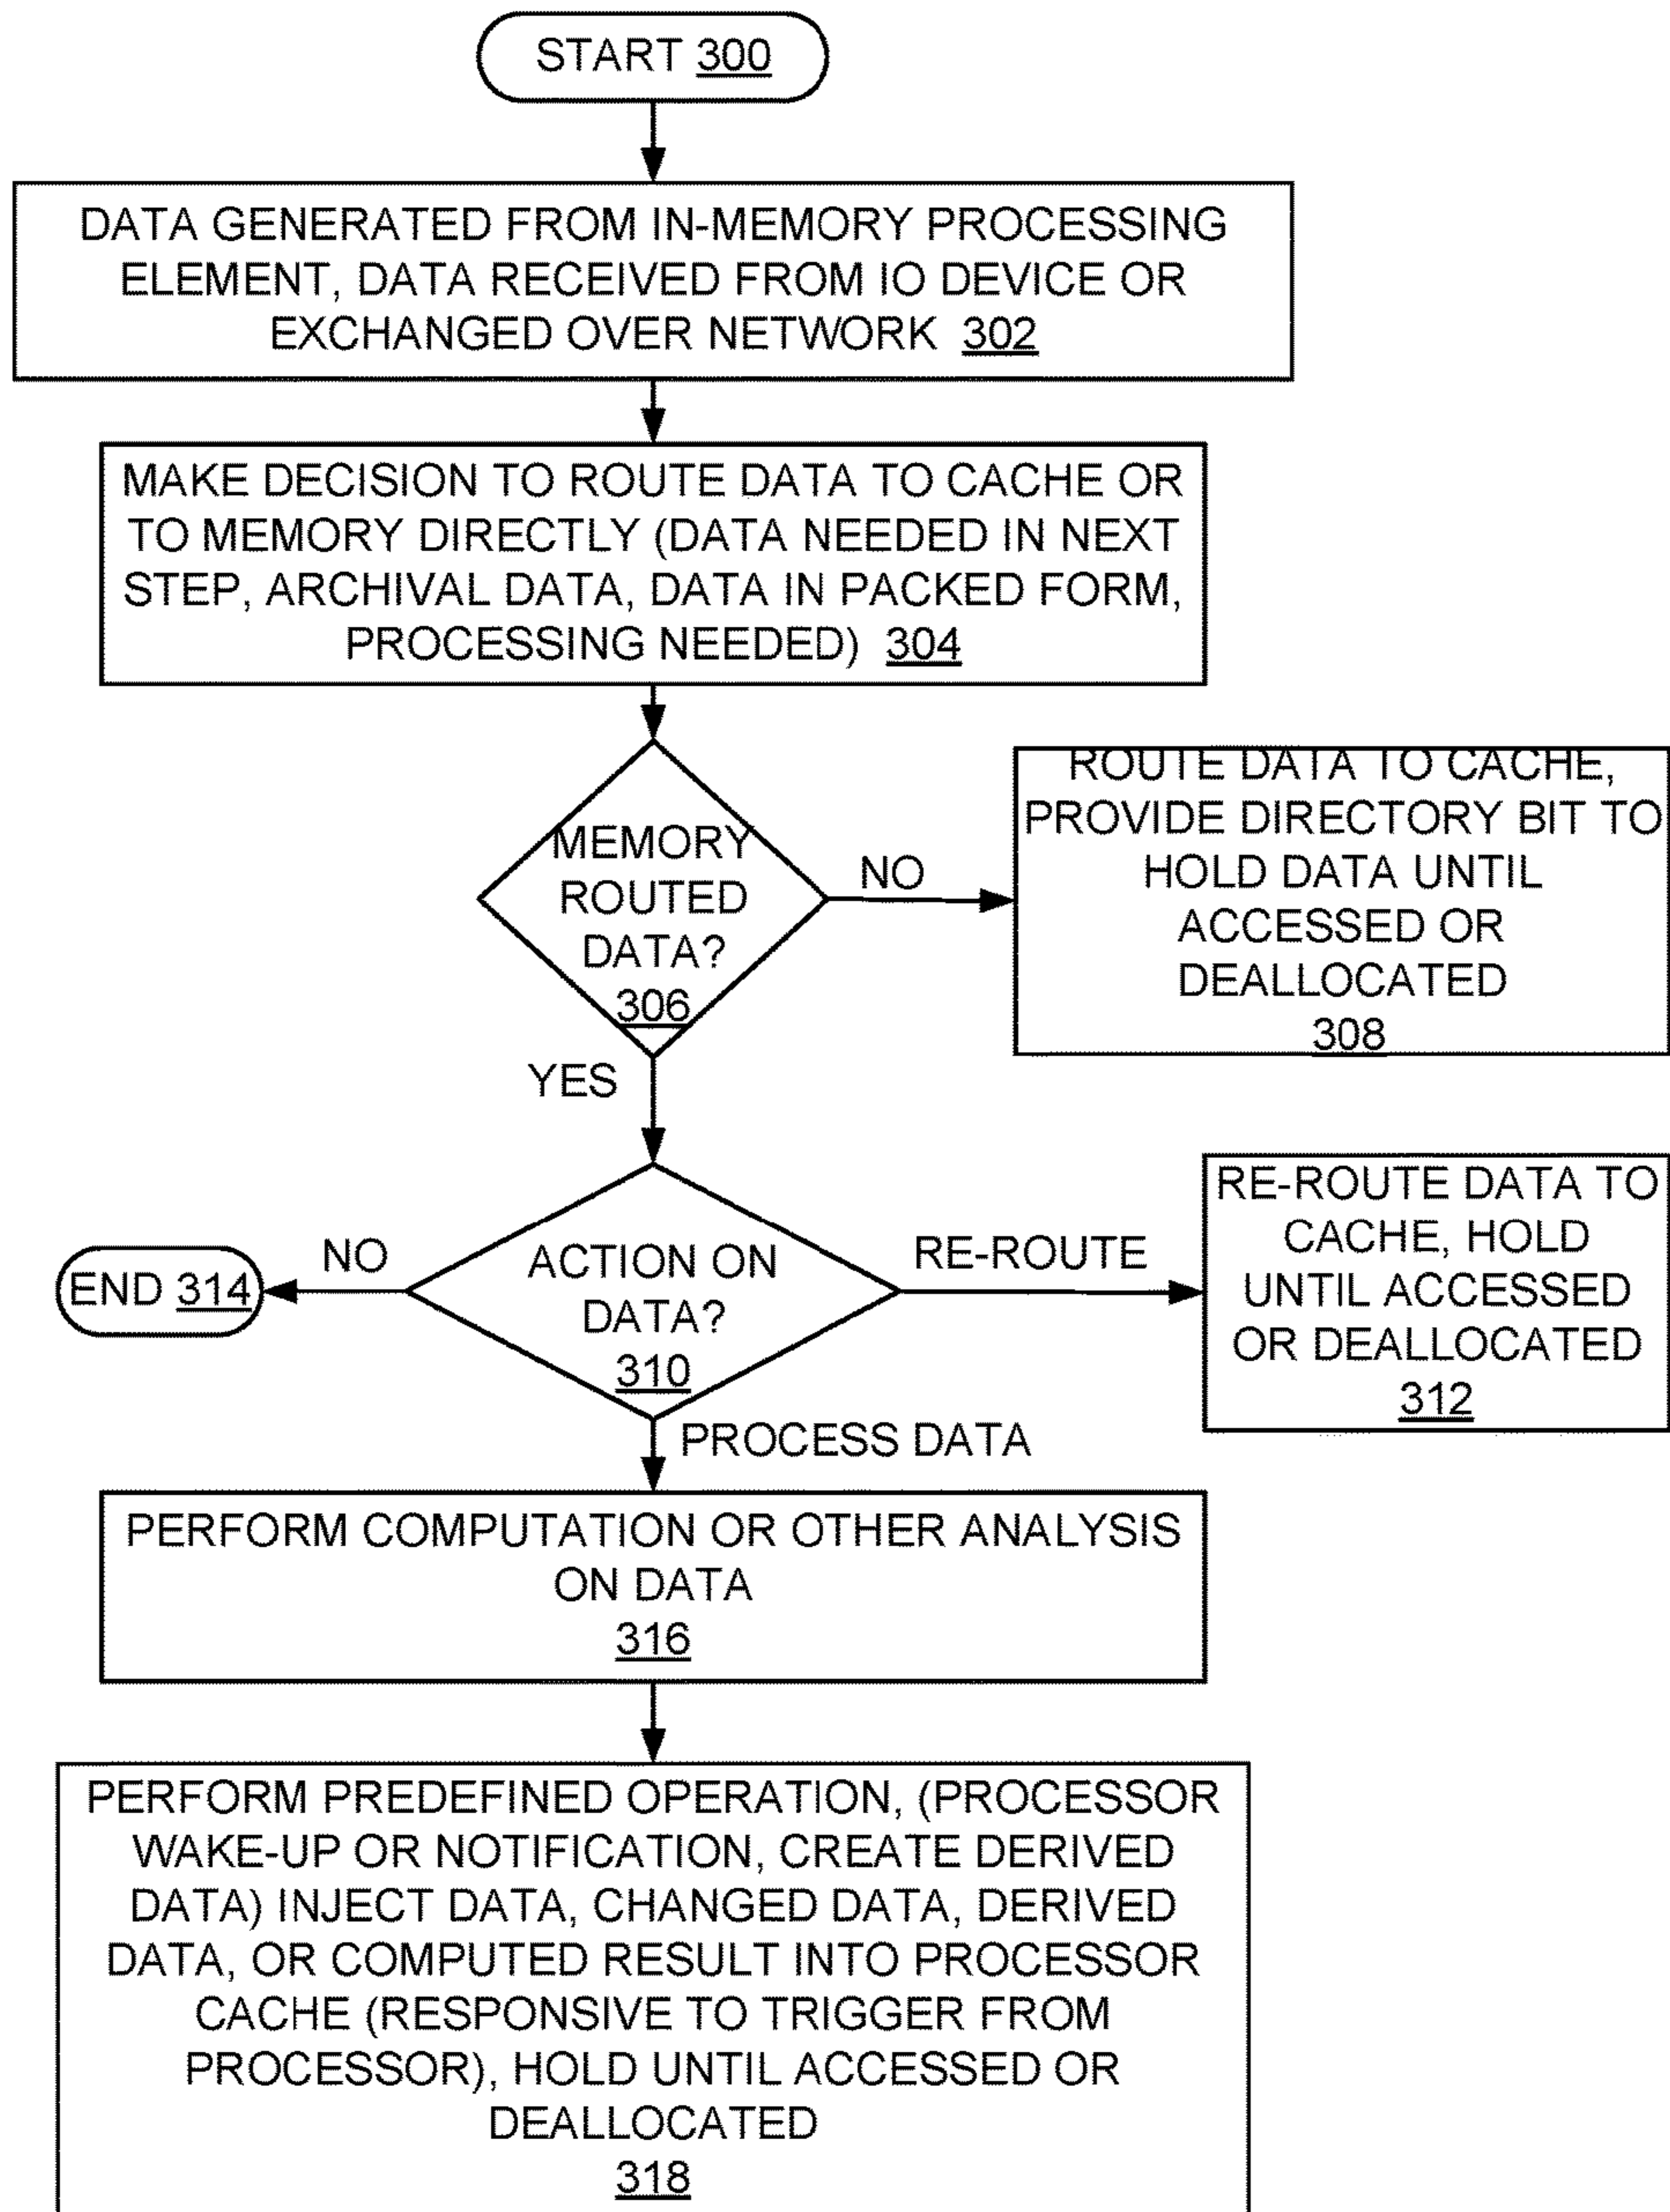 START 300
DATA GENERATED FROM IN-MEMORY PROCESSING
ELEMENT, DATA RECEIVED FROM IO DEVICE OR
EXCHANGED OVER NETWORK 302
MAKE DECISION TO ROUTE DATA TO CACHE OR
TO MEMORY DIRECTLY (DATA NEEDED IN NEXT
STEP, ARCHIVAL DATA, DATA IN PACKED FORM,
PROCESSING NEEDED) 304
MEMORY
ROUTED
DATA?
306
NO
ROUTE DATA TO CACHE,
PROVIDE DIRECTORY BIT TO
HOLD DATA UNTIL
ACCESSED OR
DEALLOCATED
308
YES
ACTION ON
DATA?
310
NO
END 314
RE-ROUTE
RE-ROUTE DATA TO
CACHE, HOLD
UNTIL ACCESSED
OR DEALLOCATED
312
PROCESS DATA
PERFORM COMPUTATION OR OTHER ANALYSIS
ON DATA
316
PERFORM PREDEFINED OPERATION, (PROCESSOR
WAKE-UP OR NOTIFICATION, CREATE DERIVED
DATA) INJECT DATA, CHANGED DATA, DERIVED
DATA, OR COMPUTED RESULT INTO PROCESSOR
CACHE (RESPONSIVE TO TRIGGER FROM
PROCESSOR), HOLD UNTIL ACCESSED OR
DEALLOCATED
318